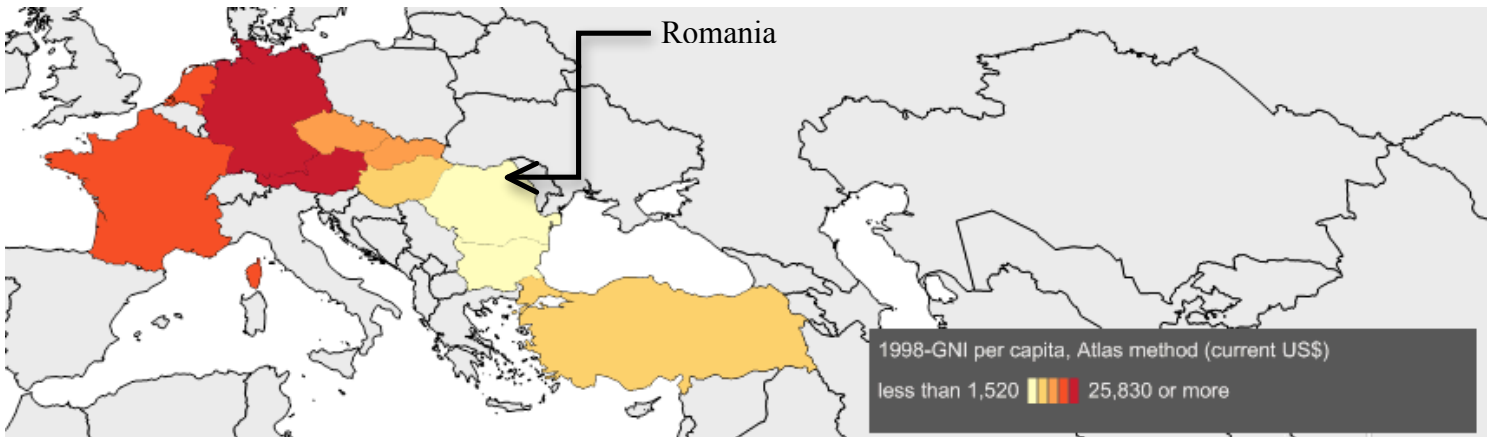 Romania
1998-GNI per capita, Atlas method (current US$)
less than 1,520 25,830 or more